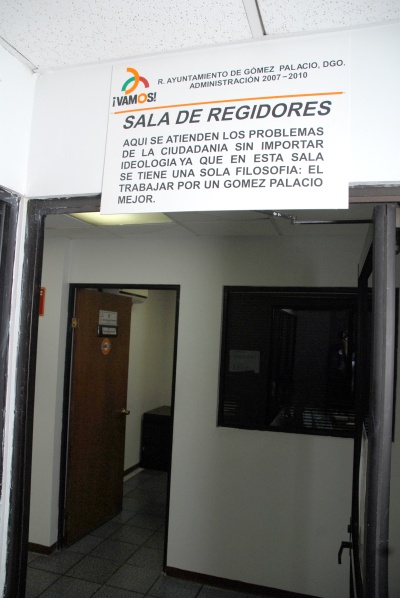 R. AYUNTAMIENTO DE GÓMEZ PALACIO, DGO.
ADMINISTRACIÓN 2007-2010
¡VAMOS!
SALA DE REGIDORES
AQUI SE ATIENDEN LOS PROBLEMAS
DE LA CIUDADANIA SIN IMPORTAR
IDEOLOGIA YA QUE EN ESTA SALA
SE TIENE UNA SOLA FILOSOFIA: EL
TRABAJAR POR UN GOMEZ PALACIO
MEJOR.